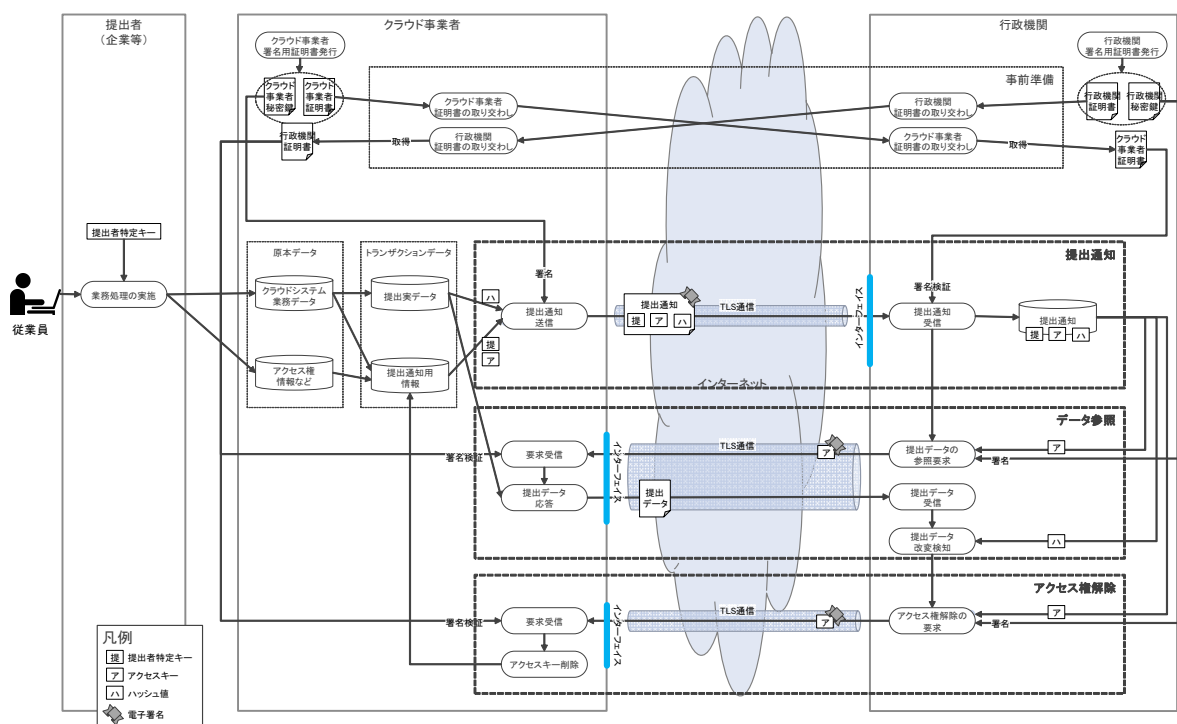 提出者
(企業等)
クラウド事業者
行政機関
クラウド事業者
署名用証明書発行
行政機関
署名用証明書発行
事前準備
クラウド
事業者
秘密鍵
クラウド
事業者
証明書
クラウド事業者
証明書の取り交わし
行政機関
証明書の取り交わし
行政機関
証明書
行政機関
秘密鍵
行政機関
証明書
取得
行政機関
証明書の取り交わし
クラウド事業者
証明書の取り交わし
取得
クラウド
事業者
証明書
提出者特定キー
従業員
業務処理の実施
原本データ
クラウドシステム
業務データ
アクセス権
情報など
トランザクションデータ
提出実データ
提出通知用
情報
提出通知
署名
ハ
提
ア
提出通知
送信
提出通知
提 ア ハ
TLS通信
インターフェイス
署名検証
提出通知
受信
提出通知
提 ア ハ
インターネット
データ参照
署名検証
要求受信
提出データ
応答
インターフェイス
TLS通信
ア
提出
データ
提出データの
参照要求
ア
署名
提出データ
受信
提出データ
改変検知
ハ
アクセス権解除
署名検証
要求受信
アクセスキー削除
インターフェイス
TLS通信
ア
アクセス権解除の
要求
ア
署名
凡例
提 提出者特定キー
ア アクセスキー
ハ ハッシュ値
電子署名